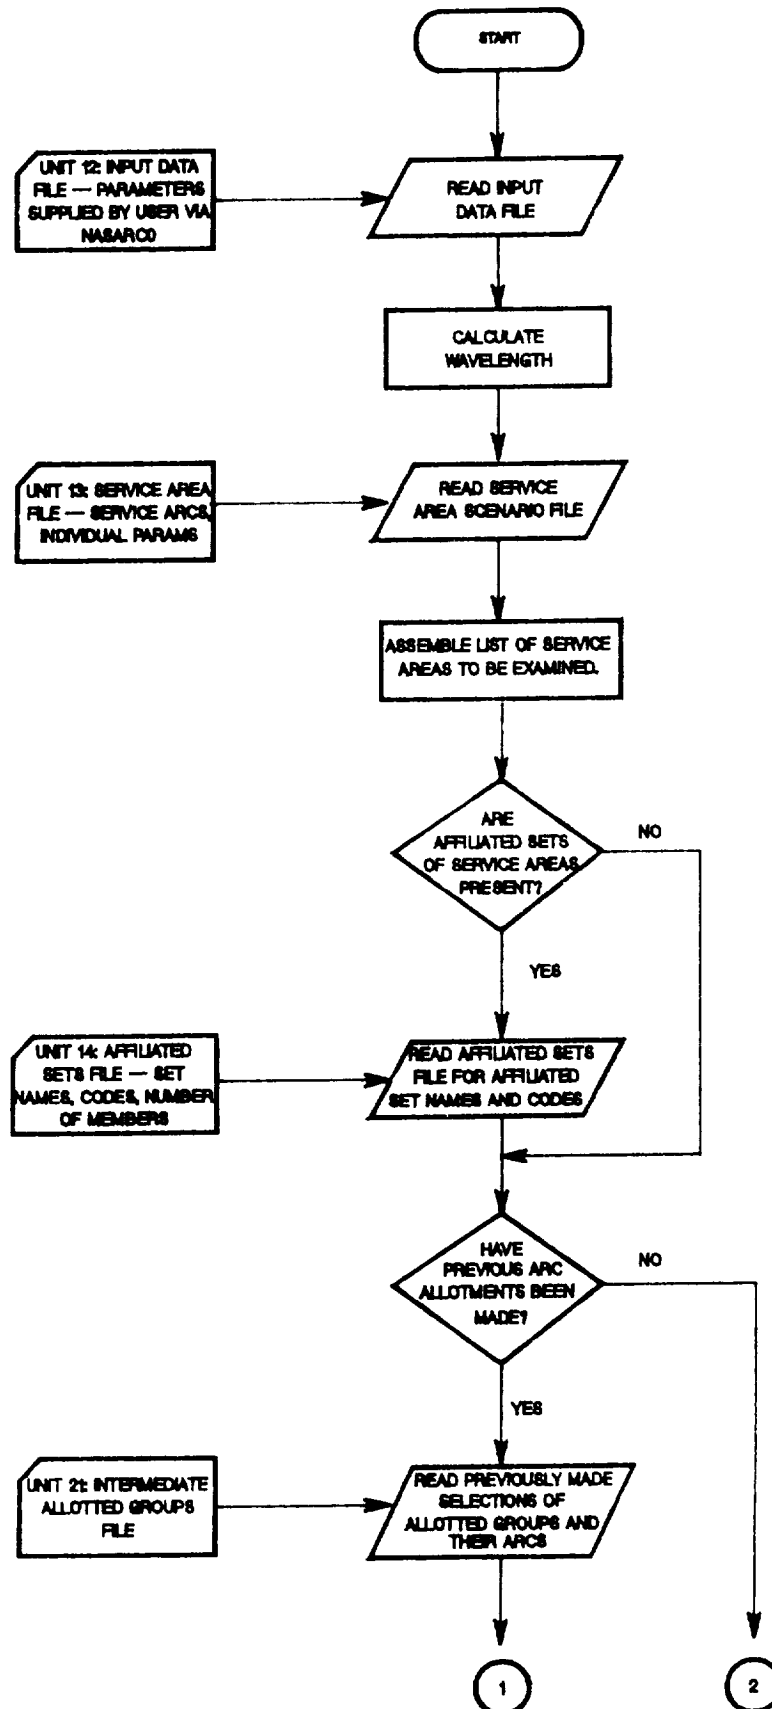 START
UNIT 12: INPUT DATA
FILE — PARAMETERS
SUPPLIED BY USER VIA
NASARC0
READ INPUT
DATA FILE
CALCULATE
WAVELENGTH
UNIT 13: SERVICE AREA
FILE — SERVICE ARCS,
INDIVIDUAL PARAMS
READ SERVICE
AREA SCENARIO FILE
ASSEMBLE LIST OF SERVICE
AREAS TO BE EXAMINED.
ARE
AFFILIATED SETS
OF SERVICE AREAS
PRESENT?
NO
YES
UNIT 14: AFFILIATED
SETS FILE — SET
NAMES, CODES, NUMBER
OF MEMBERS
READ AFFILIATED SETS
FILE FOR AFFILIATED
SET NAMES AND CODES
HAVE
PREVIOUS ARC
ALLOTMENTS BEEN
MADE?
NO
YES
UNIT 21: INTERMEDIATE
ALLOTTED GROUPS
FILE
READ PREVIOUSLY MADE
SELECTIONS OF
ALLOTTED GROUPS AND
THEIR ARCS
1
2